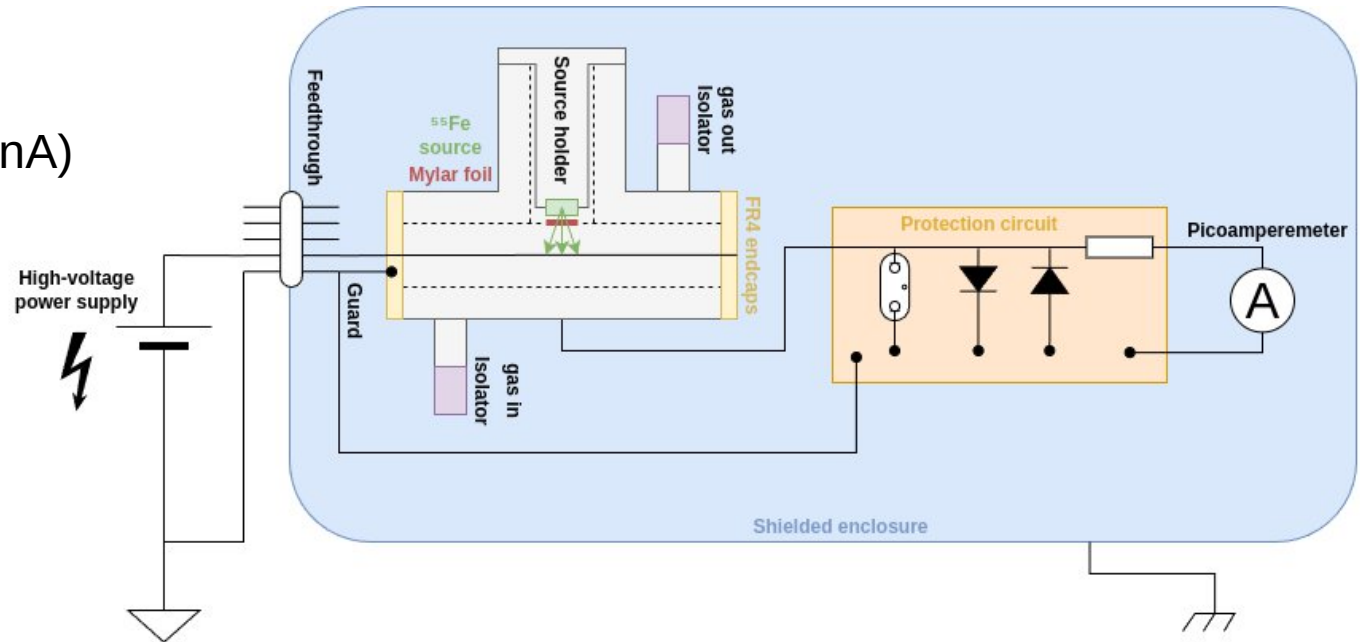 nA)
Feedthrough
⁵⁵Fe
source
Mylar foil
Source holder
gas out
Isolator
FR4 endcaps
Protection circuit
Picoamperemeter
A
High-voltage
power supply
Guard
gas in
Isolator
Shielded enclosure